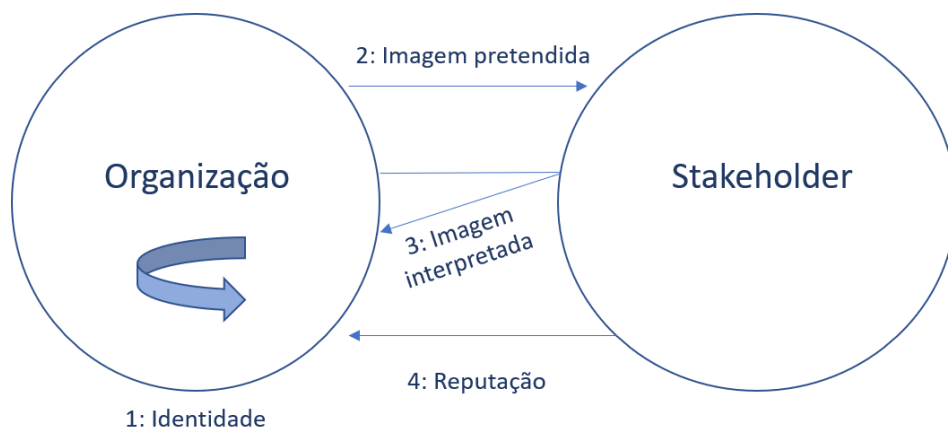 2: Imagem pretendida
Organização
Stakeholder
3: Imagem
interpretada
4: Reputação
1: Identidade